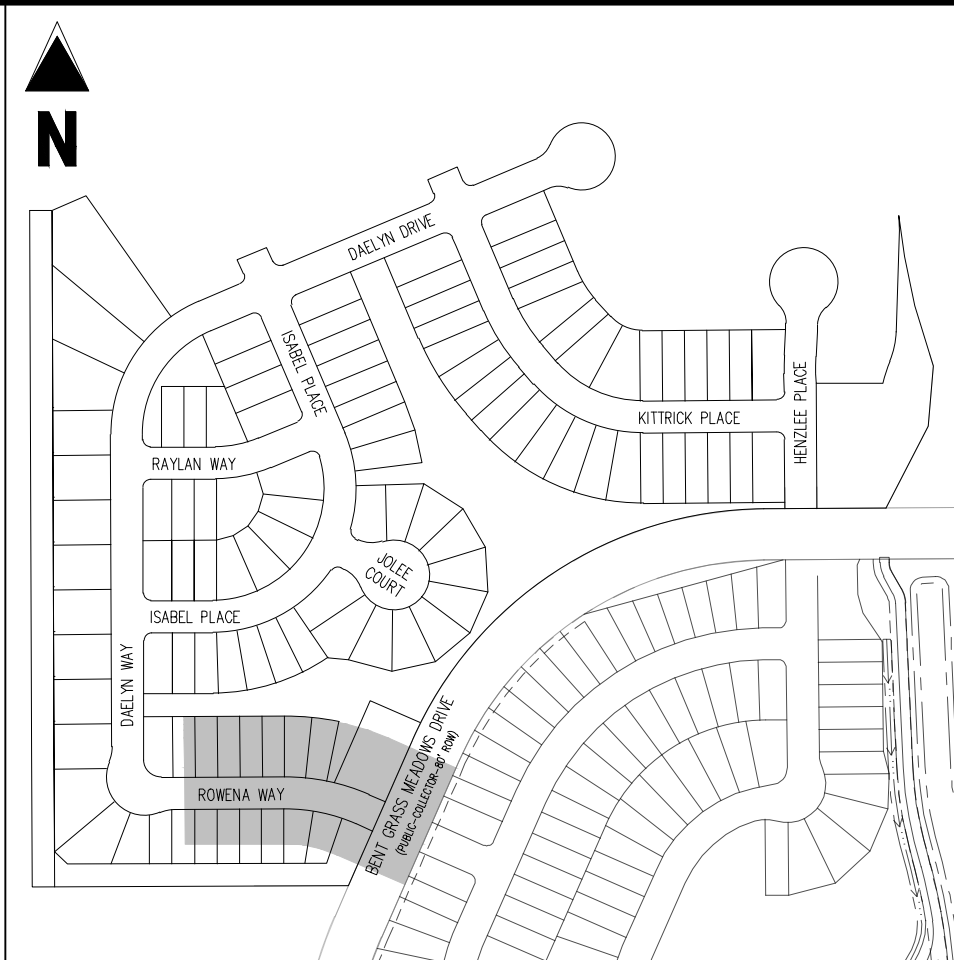 N
DAELYN DRIVE
ISABEL PLACE
KITTRICK PLACE
HENZLEE PLACE
RAYLAN WAY
JOLEE
COURT
ISABEL PLACE
DAELYN WAY
ROWENA WAY
BENT GRASS MEADOWS DRIVE
(PUBLIC-COLLECTOR-80' ROW)